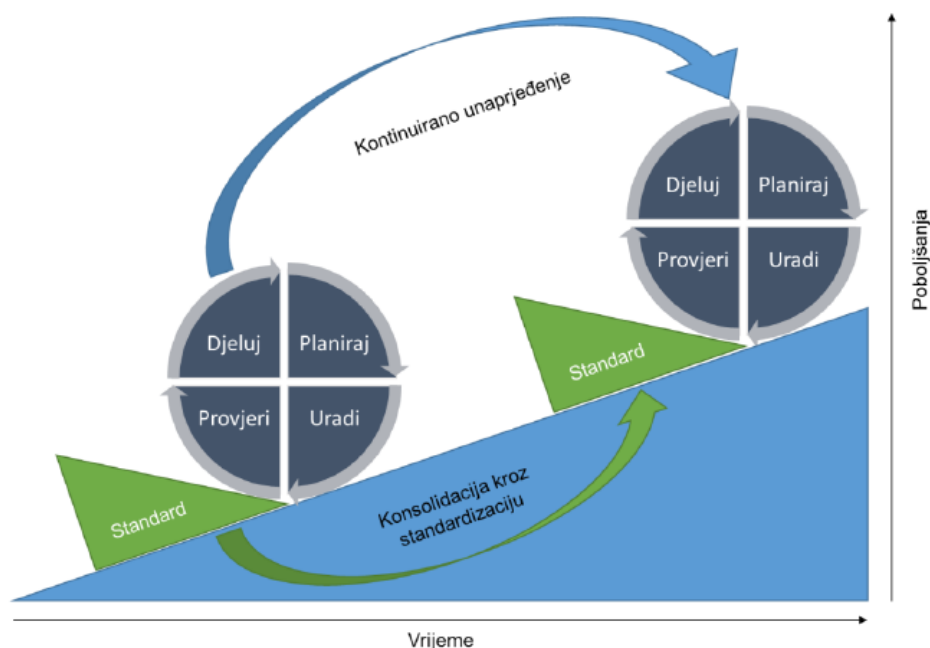 Kontinuirano unaprjeđenje
Djeluj
Planiraj
Provjeri
Uradi
Standard
Poboljšanja
Djeluj
Planiraj
Provjeri
Uradi
Standard
Konsolidacija kroz
standardizaciju
Vrijeme